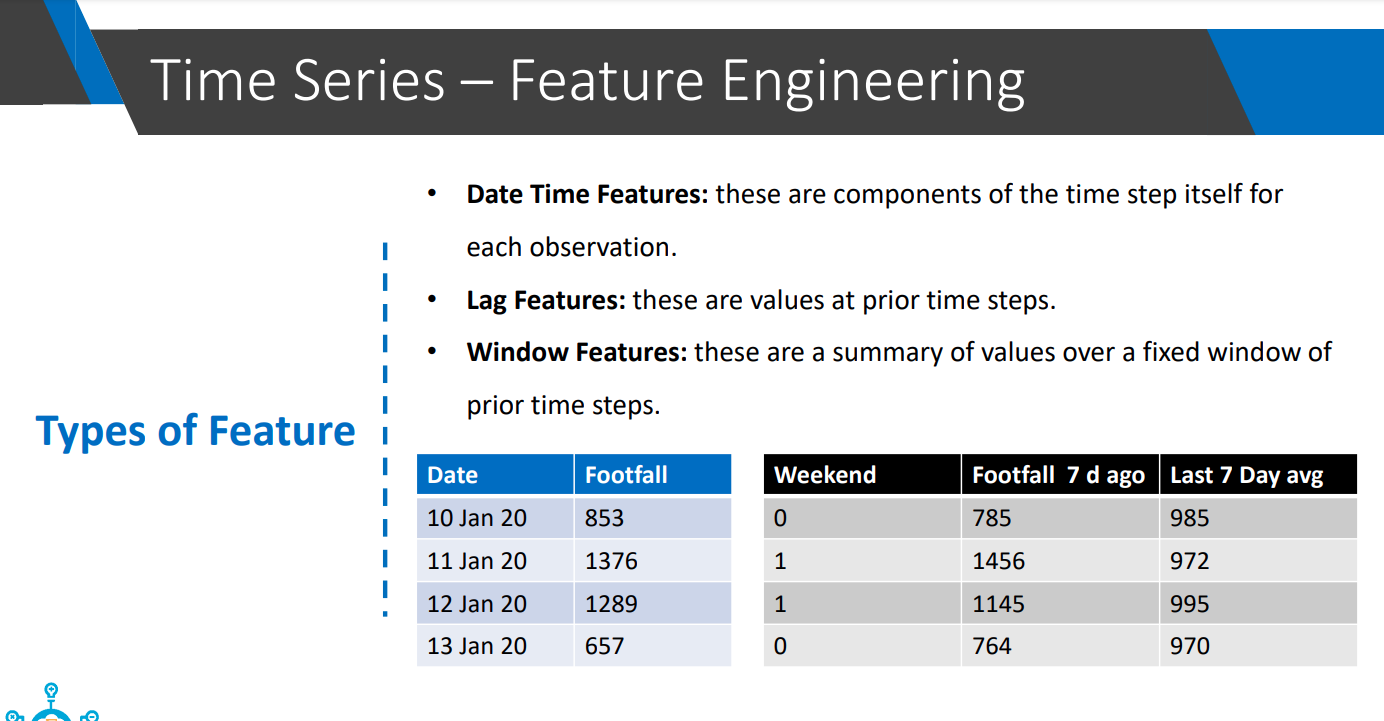 Time Series – Feature Engineering
• Date Time Features: these are components of the time step itself for
each observation.
• Lag Features: these are values at prior time steps.
• Window Features: these are a summary of values over a fixed window of
prior time steps.
Types of Feature
Date Footfall
10 Jan 20 853
11 Jan 20 1376
12 Jan 20 1289
13 Jan 20 657
Weekend Footfall 7 d ago Last 7 Day avg
0 785 985
1 1456 972
1 1145 995
0 764 970